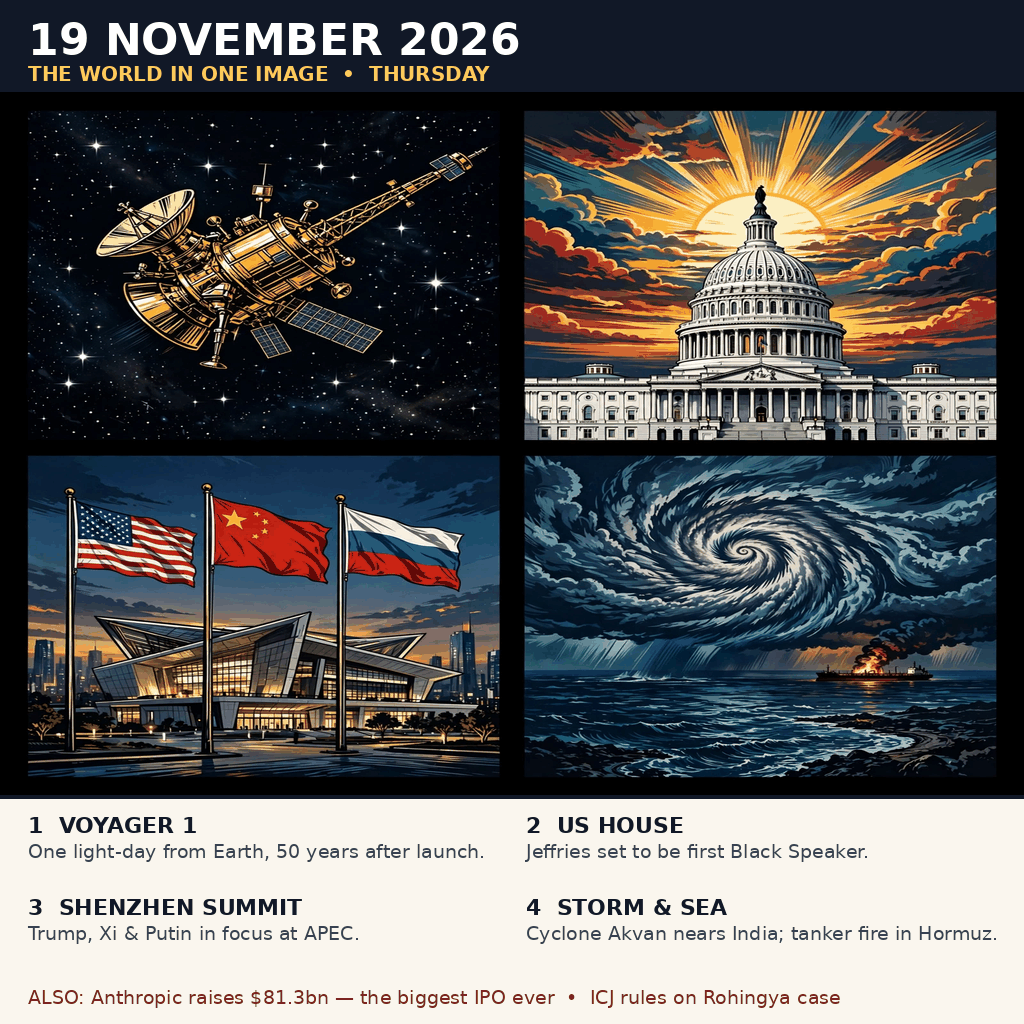 19 NOVEMBER 2026
THE WORLD IN ONE IMAGE • THURSDAY
1 VOYAGER 1
One light-day from Earth, 50 years after launch.
2 US HOUSE
Jeffries set to be first Black Speaker.
3 SHENZHEN SUMMIT
Trump, Xi & Putin in focus at APEC.
4 STORM & SEA
Cyclone Akvan nears India; tanker fire in Hormuz.
ALSO: Anthropic raises $81.3bn — the biggest IPO ever • ICJ rules on Rohingya case